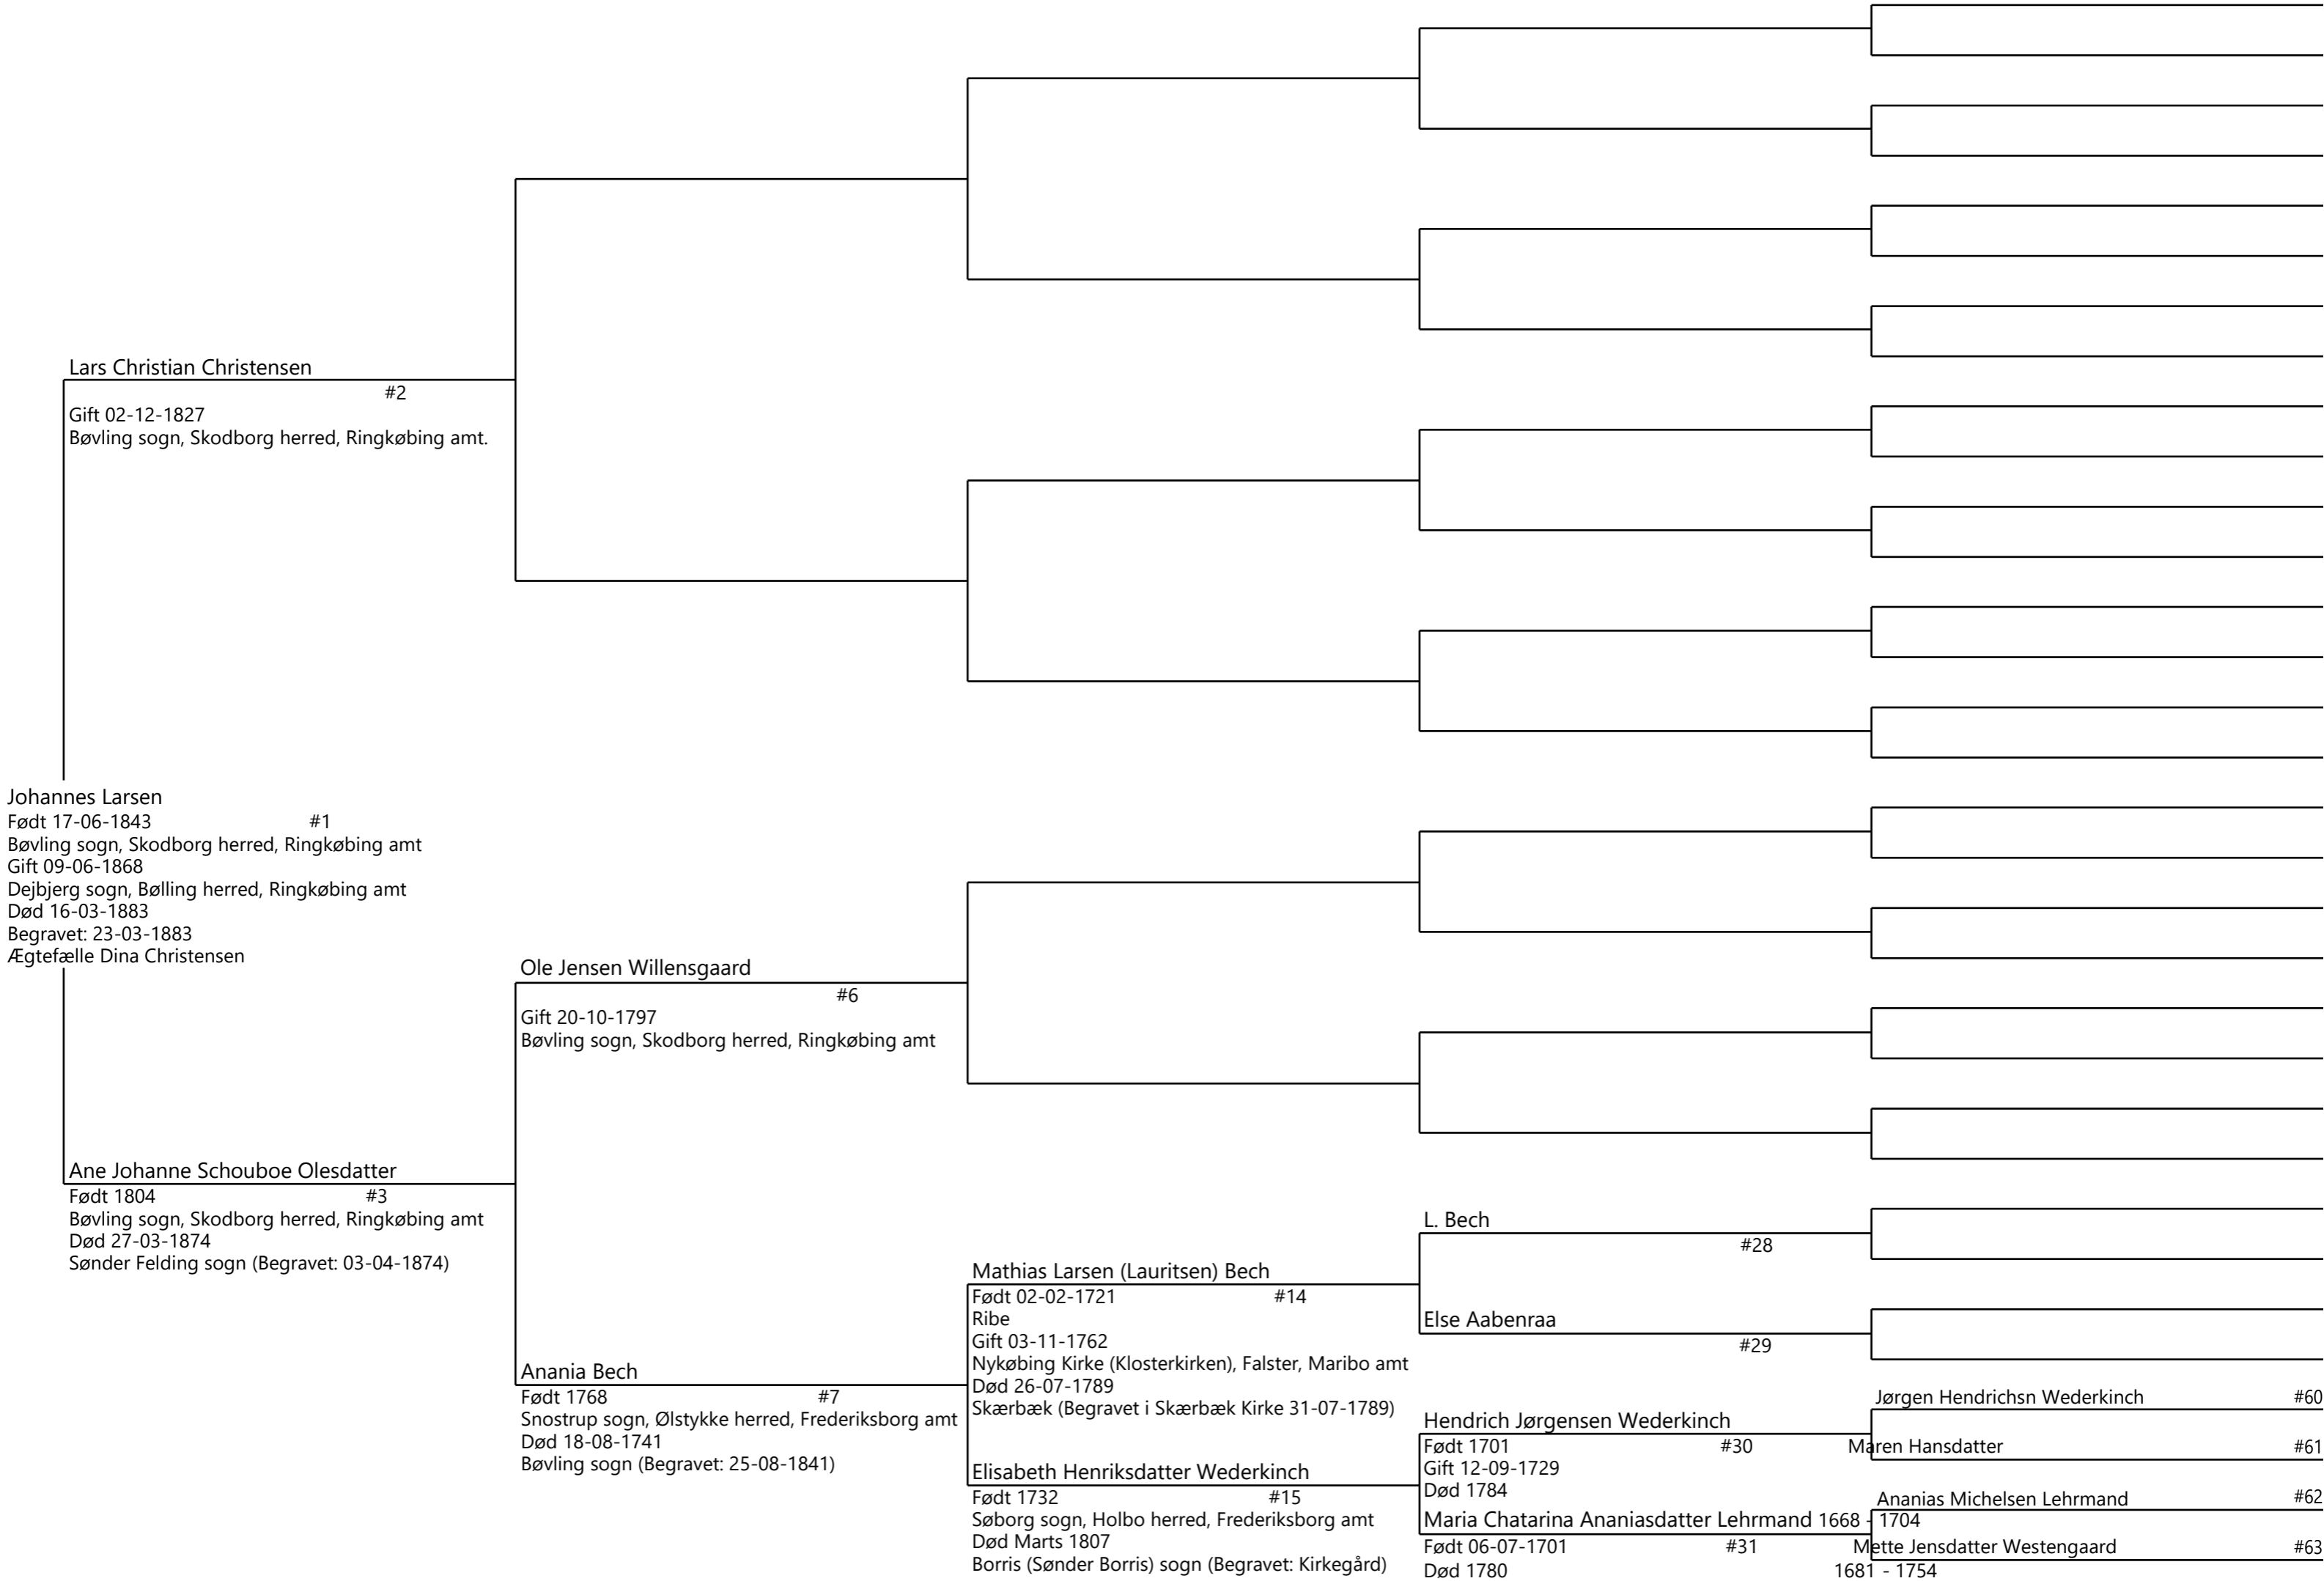 Lars Christian Christensen
#2
Gift 02-12-1827
Bøvling sogn, Skodborg herred, Ringkøbing amt.
Johannes Larsen
Født 17-06-1843 #1
Bøvling sogn, Skodborg herred, Ringkøbing amt
Gift 09-06-1868
Dejbjerg sogn, Bølling herred, Ringkøbing amt
Død 16-03-1883
Begravet: 23-03-1883
Ægtefælle Dina Christensen
Ane Johanne Schouboe Olesdatter
Født 1804 #3
Bøvling sogn, Skodborg herred, Ringkøbing amt
Død 27-03-1874
Sønder Felding sogn (Begravet: 03-04-1874)
Ole Jensen Willensgaard
#6
Gift 20-10-1797
Bøvling sogn, Skodborg herred, Ringkøbing amt
Anania Bech
Født 1768 #7
Snostrup sogn, Ølstykke herred, Frederiksborg amt
Død 18-08-1741
Bøvling sogn (Begravet: 25-08-1841)
Mathias Larsen (Lauritsen) Bech
Født 02-02-1721 #14
Ribe
Gift 03-11-1762
Nykøbing Kirke (Klosterkirken), Falster, Maribo amt
Død 26-07-1789
Skærbæk (Begravet i Skærbæk Kirke 31-07-1789)
Elisabeth Henriksdatter Wederkinch
Født 1732 #15
Søborg sogn, Holbo herred, Frederiksborg amt
Død Marts 1807
Borris (Sønder Borris) sogn (Begravet: Kirkegård)
L. Bech
#28
Else Aabenraa
#29
Hendrich Jørgensen Wederkinch
Født 1701 #30
Gift 12-09-1729
Død 1784
Maria Chatarina Ananiasdatter Lehrmand
Født 06-07-1701 #31
Død 1780
Jørgen Hendrichsn Wederkinch #60
Maren Hansdatter #61
Ananias Michelsen Lehrmand #62
1668 - 1704
Mette Jensdatter Westengaard #63
1681 - 1754